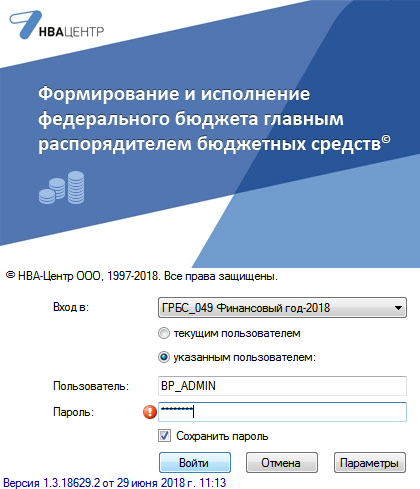 НВАЦЕНТР
Формирование и исполнение
федерального бюджета главным
распорядителем бюджетных средств©
© НВА-Центр ООО, 1997-2018. Все права защищены.
Вход в: ГРБС_049 Финансовый год-2018
текущим пользователем
указанным пользователем:
Пользователь: BP_ADMIN
Пароль: ********
Сохранить пароль
Войти Отмена Параметры
Версия 1.3.18629.2 от 29 июня 2018 г. 11:13